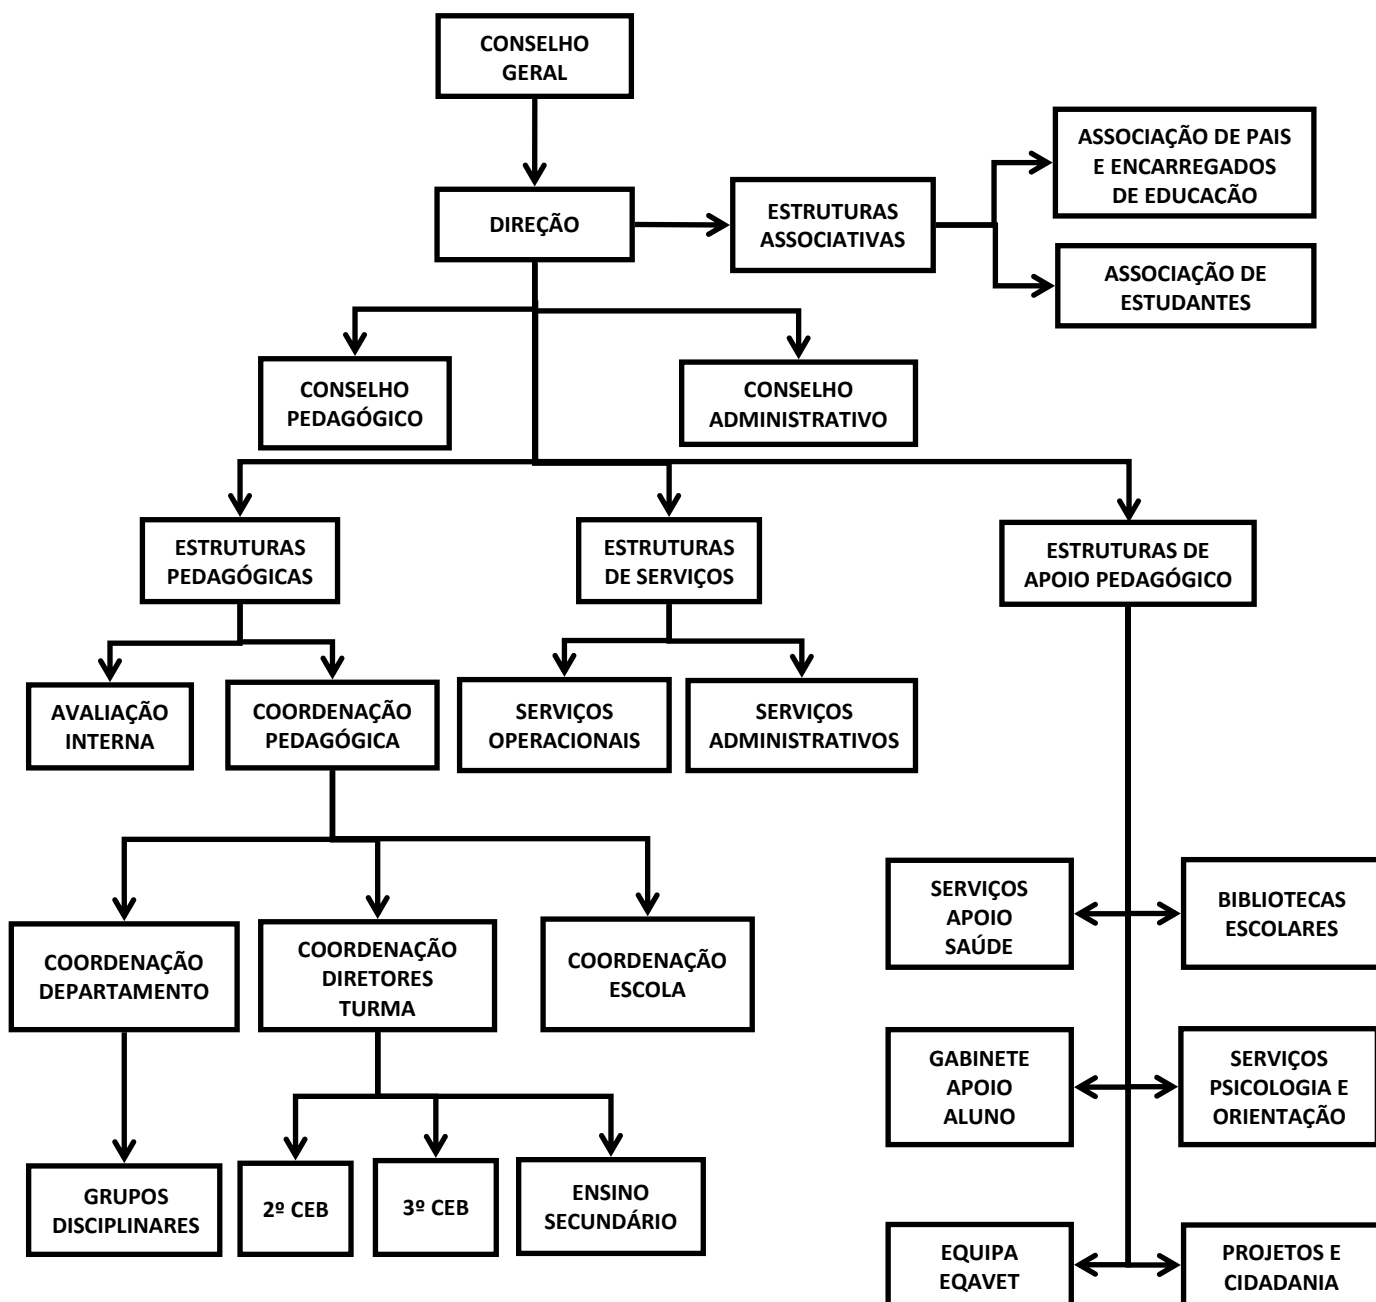 CONSELHO
GERAL
ASSOCIAÇÃO DE PAIS
E ENCARREGADOS
DE EDUCAÇÃO
DIREÇÃO
ESTRUTURAS
ASSOCIATIVAS
ASSOCIAÇÃO DE
ESTUDANTES
CONSELHO
PEDAGÓGICO
CONSELHO
ADMINISTRATIVO
ESTRUTURAS
PEDAGÓGICAS
ESTRUTURAS
DE SERVIÇOS
ESTRUTURAS DE
APOIO PEDAGÓGICO
AVALIAÇÃO
INTERNA
COORDENAÇÃO
PEDAGÓGICA
SERVIÇOS
OPERACIONAIS
SERVIÇOS
ADMINISTRATIVOS
COORDENAÇÃO
DEPARTAMENTO
COORDENAÇÃO
DIRETORES
TURMA
COORDENAÇÃO
ESCOLA
SERVIÇOS
APOIO
SAÚDE
BIBLIOTECAS
ESCOLARES
GABINETE
APOIO
ALUNO
SERVIÇOS
PSICOLOGIA E
ORIENTAÇÃO
GRUPOS
DISCIPLINARES
2º CEB
3º CEB
ENSINO
SECUNDÁRIO
EQUIPA
EQAVET
PROJETOS E
CIDADANIA